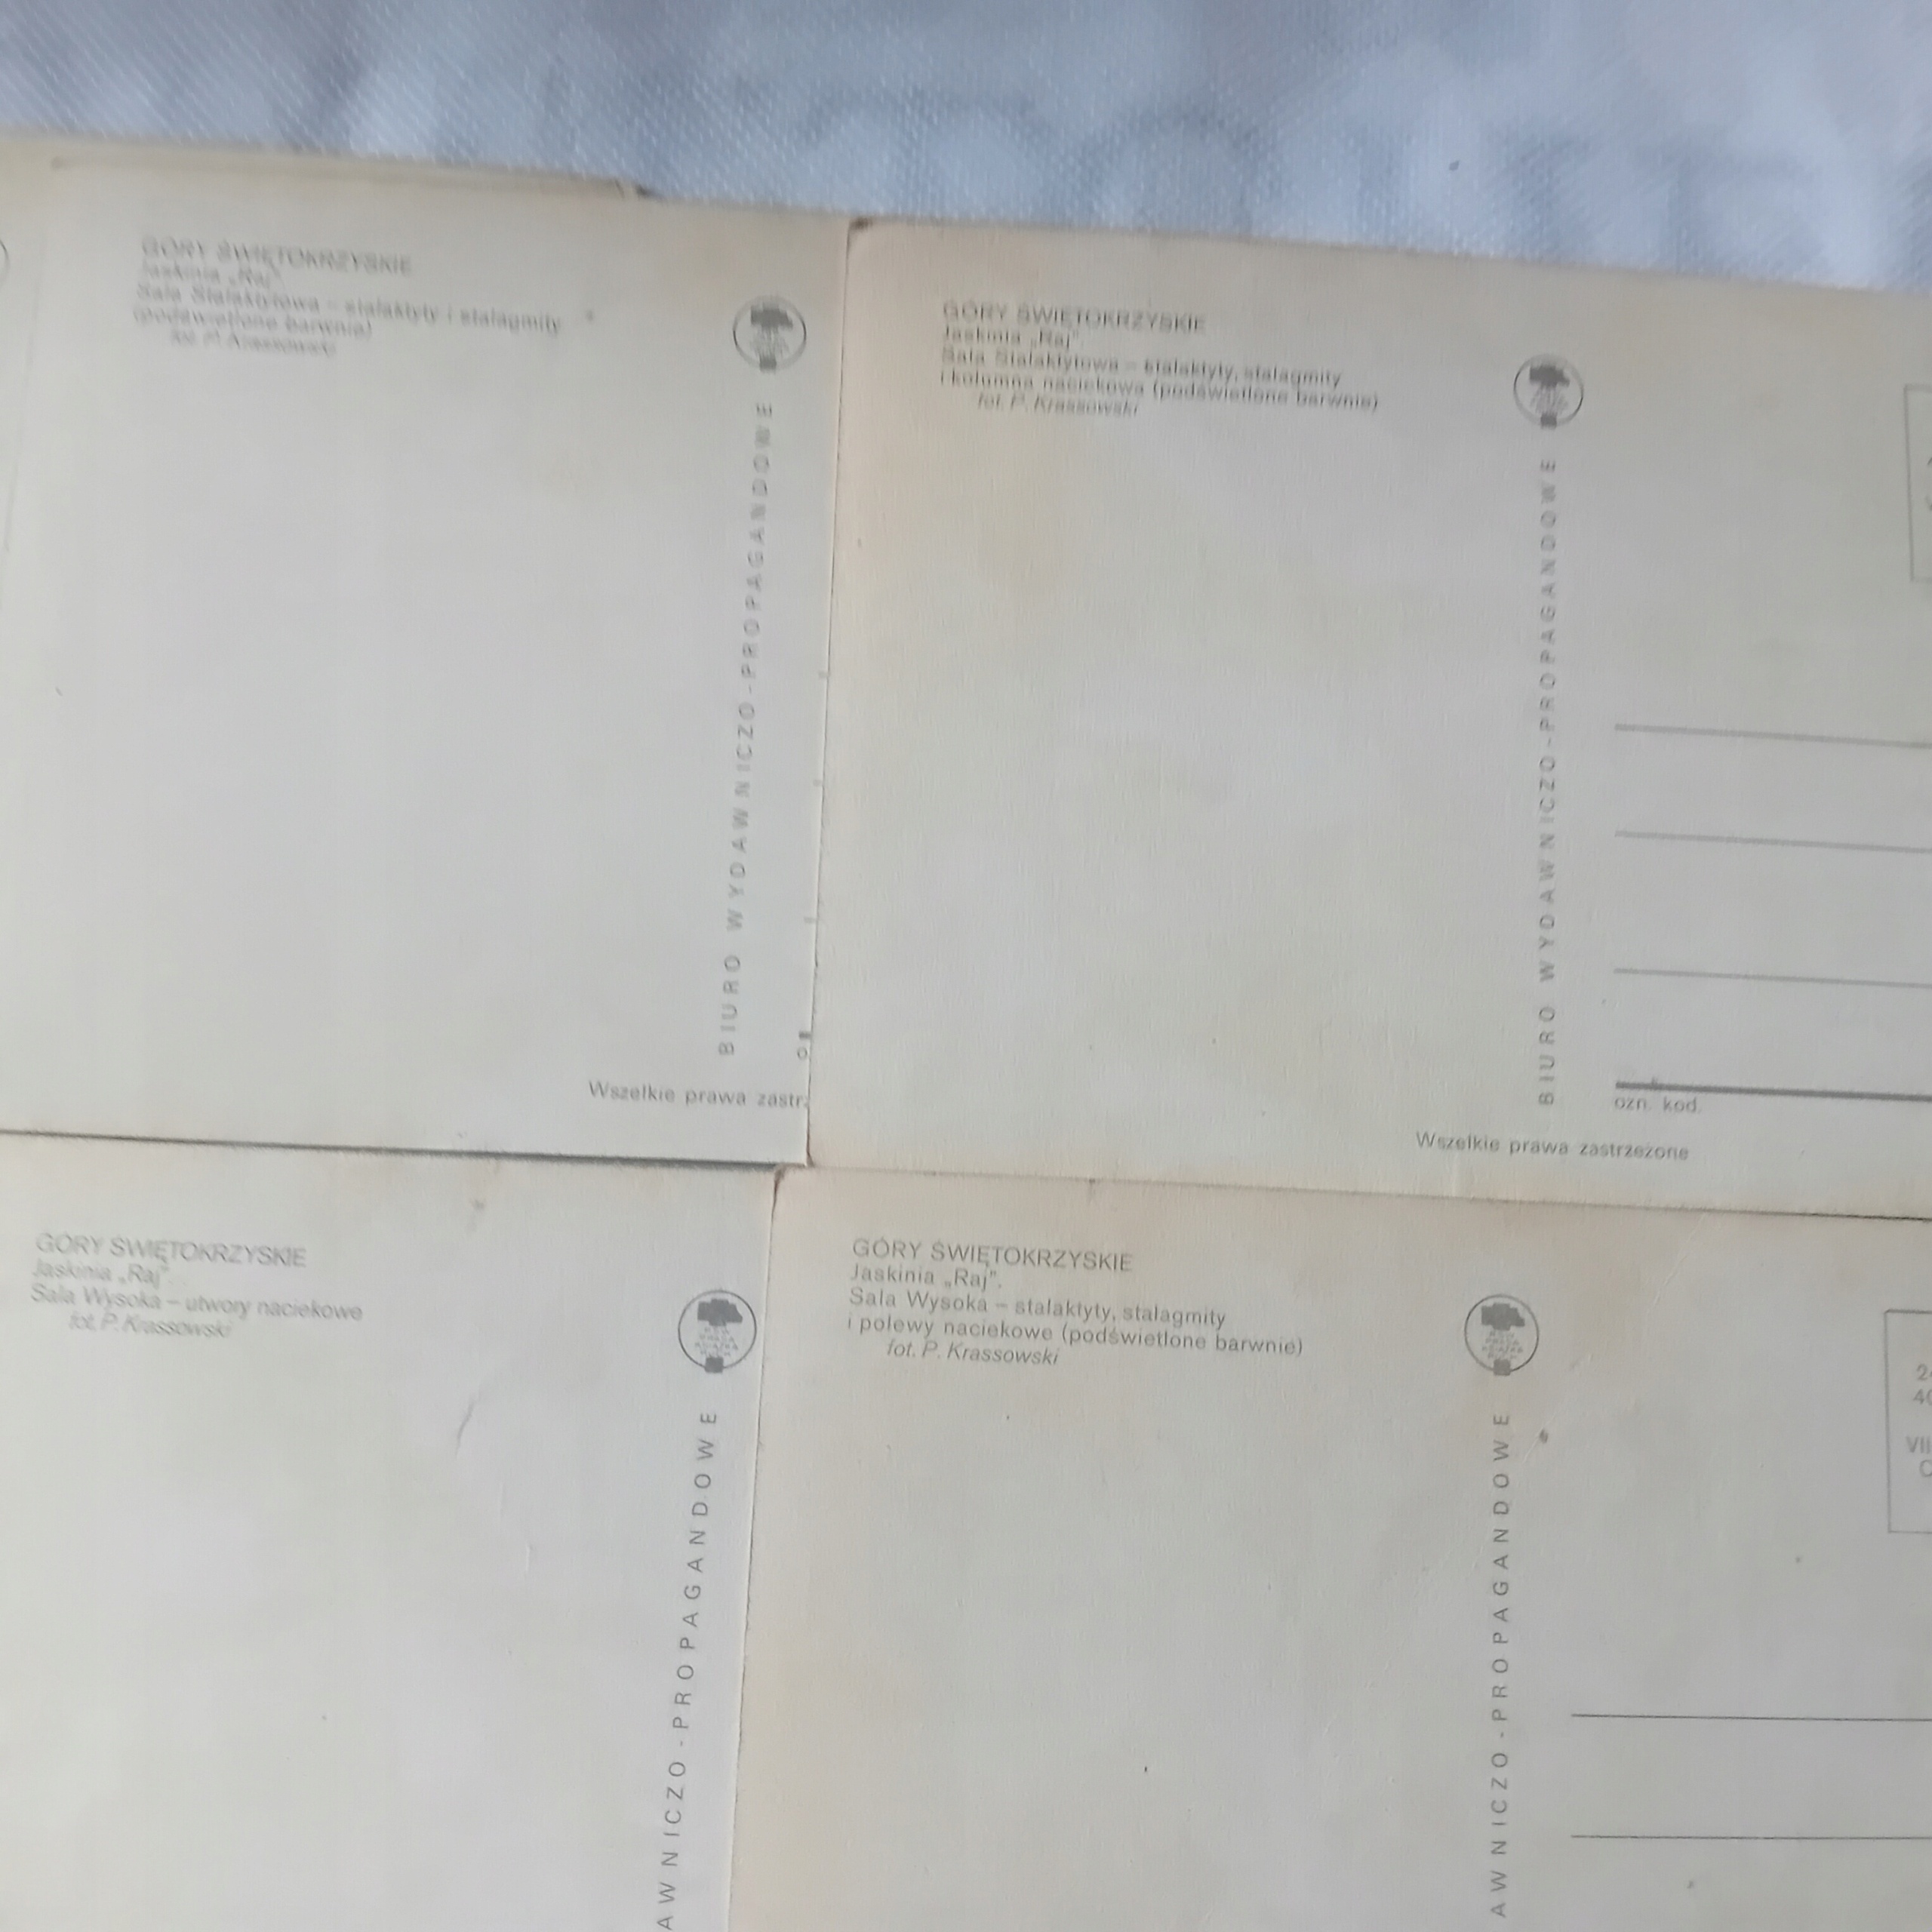 GÓRY ŚWIĘTOKRZYSKIE
Jaskinia „Raj”
Sala Stalaktytowa – stalaktyty i stalagmity
(podświetlone barwnie)
fot. P. Krassowski
BIURO WYDAWNICZO-PROPAGANDOWE
Wszelkie prawa zastrz
GÓRY ŚWIĘTOKRZYSKIE
Jaskinia „Raj”
Sala Stalaktytowa – stalaktyty, stalagmity
i kolumna naciekowa (podświetlone barwnie)
fot. P. Krassowski
BIURO WYDAWNICZO-PROPAGANDOWE
ozn. kod.
Wszelkie prawa zastrzeżone
GÓRY ŚWIĘTOKRZYSKIE
Jaskinia „Raj”.
Sala Wysoka – utwory naciekowe
fot. P. Krassowski
AWNICZO-PROPAGANDOWE
GÓRY ŚWIĘTOKRZYSKIE
Jaskinia „Raj”.
Sala Wysoka – stalaktyty, stalagmity
i polewy naciekowe (podświetlone barwnie)
fot. P. Krassowski
AWNICZO-PROPAGANDOWE
VII